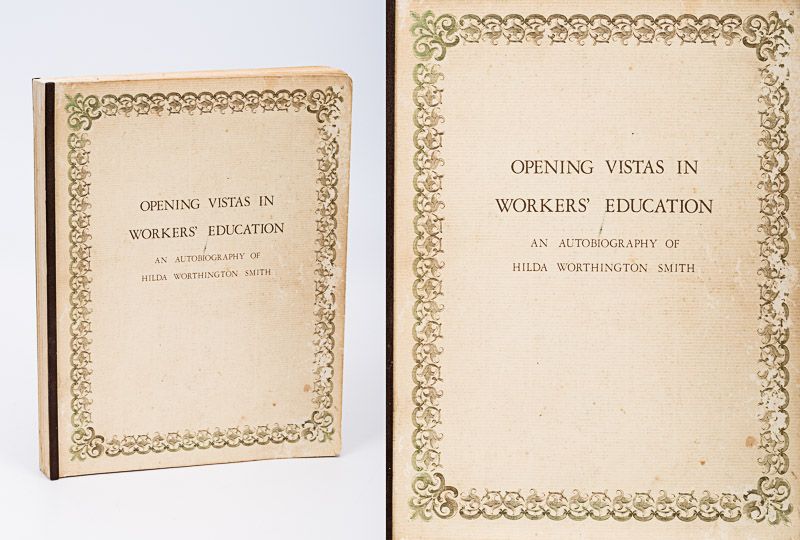 OPENING VISTAS IN
WORKERS' EDUCATION
AN AUTOBIOGRAPHY OF
HILDA WORTHINGTON SMITH
OPENING VISTAS IN
WORKERS' EDUCATION
AN AUTOBIOGRAPHY OF
HILDA WORTHINGTON SMITH